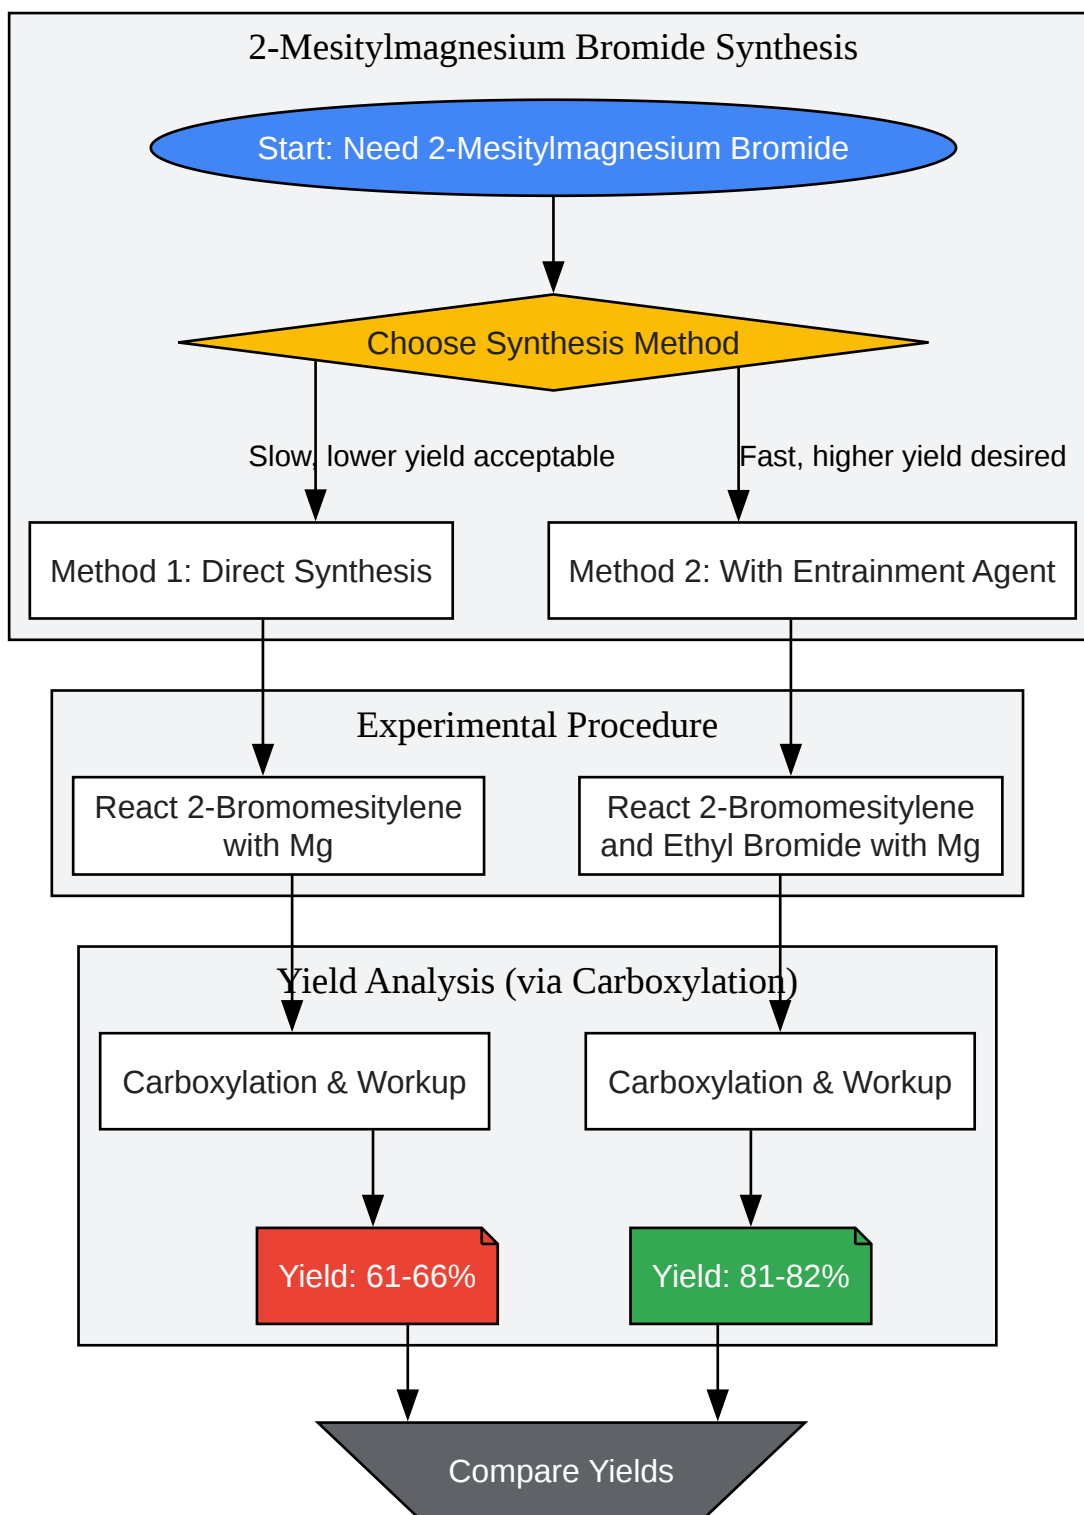 2-Mesitylmagnesium Bromide Synthesis
Start: Need 2-Mesitylmagnesium Bromide
Choose Synthesis Method
Slow, lower yield acceptable
Fast, higher yield desired
Method 1: Direct Synthesis
Method 2: With Entrainment Agent
Experimental Procedure
React 2-Bromomesitylene
with Mg
React 2-Bromomesitylene
and Ethyl Bromide with Mg
Yield Analysis (via Carboxylation)
Carboxylation & Workup
Carboxylation & Workup
Yield: 61-66%
Yield: 81-82%
Compare Yields